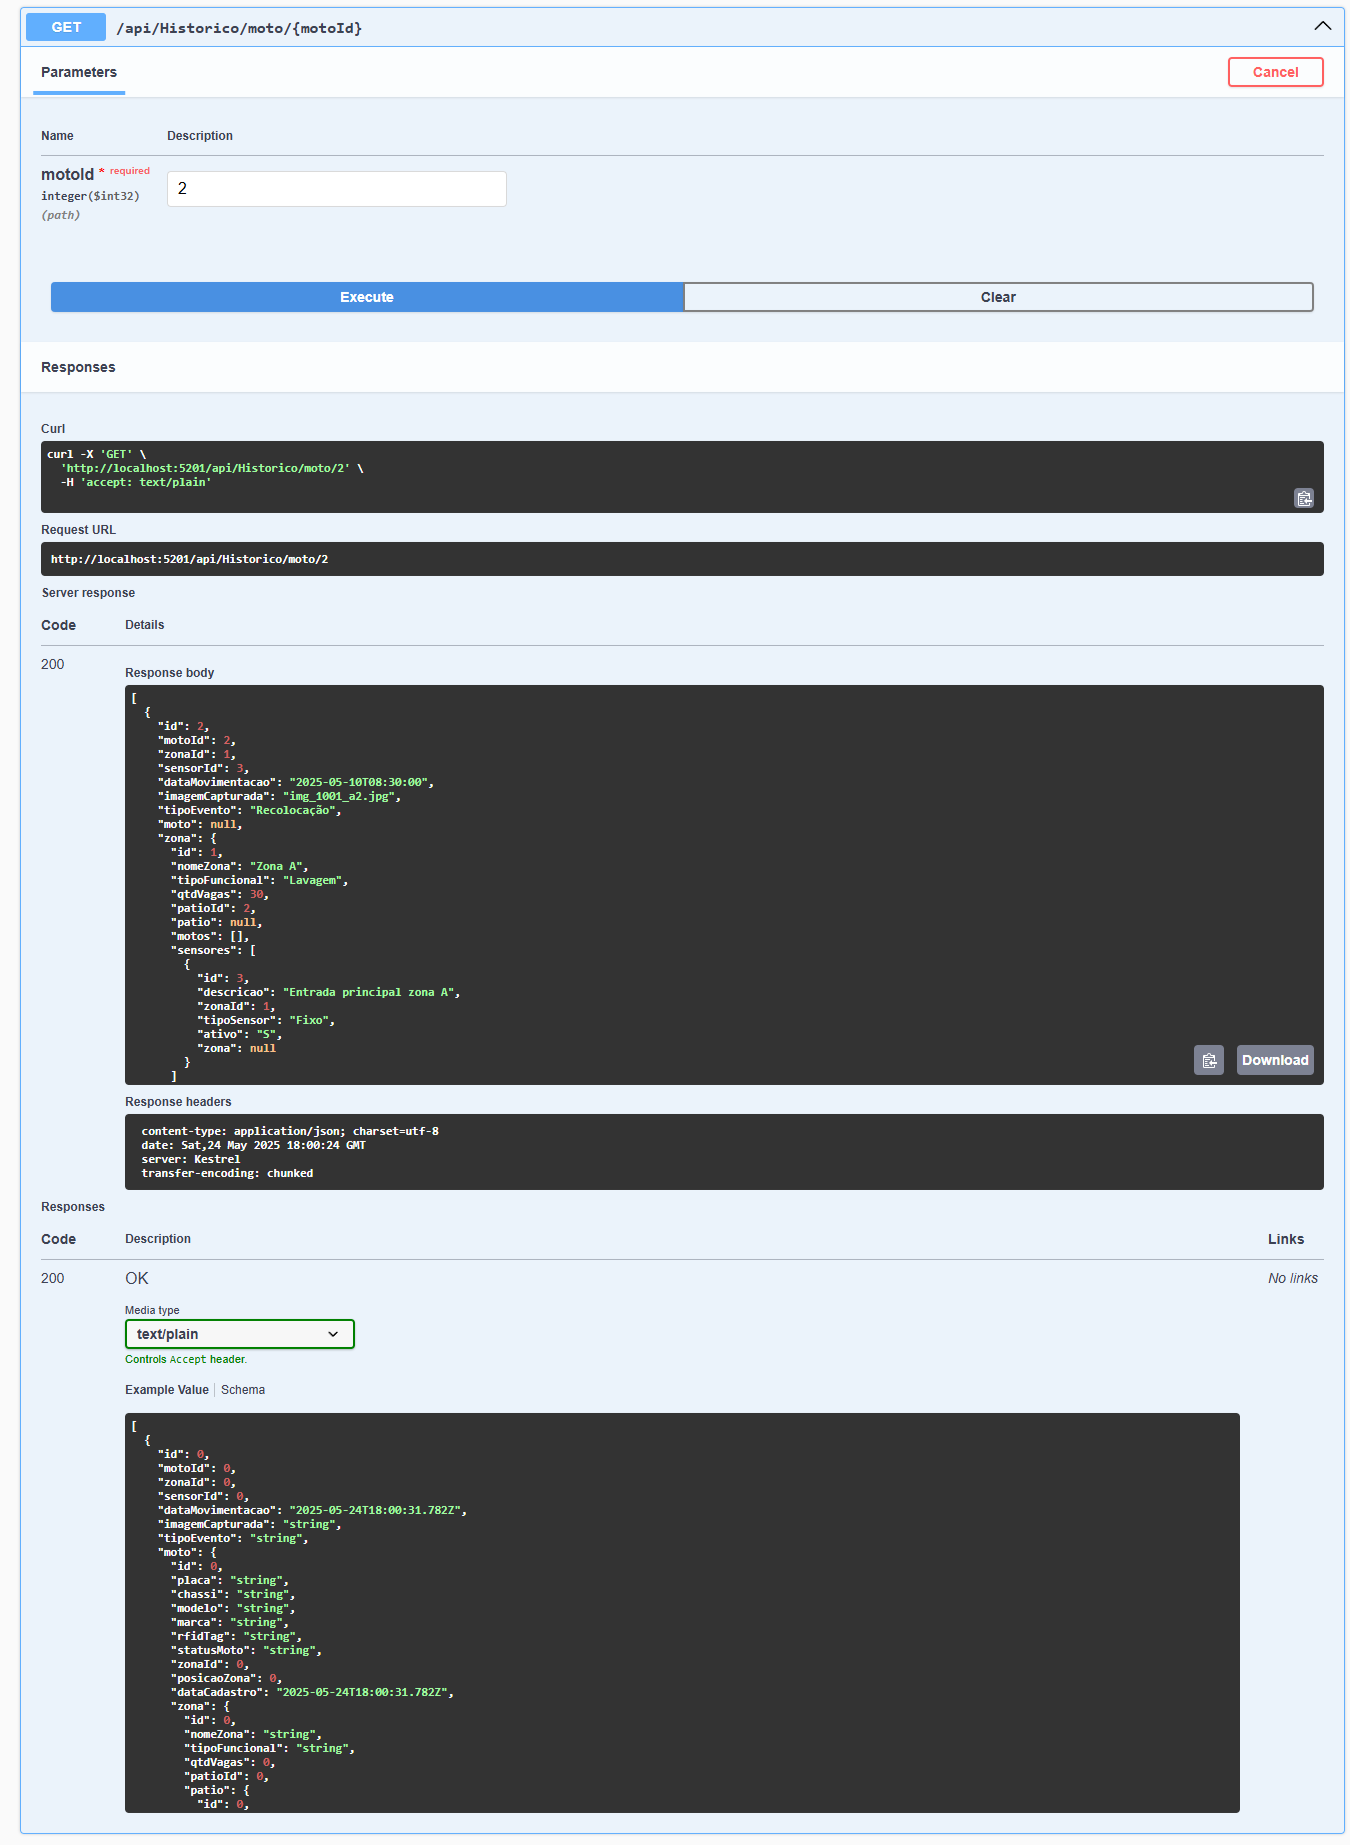 GET /api/Historico/moto/{motoId}
Parameters
Cancel
Name Description
motoId * required
integer($int32)
(path)
2
Execute Clear
Responses
Curl
curl -X 'GET' \
  'http://localhost:5201/api/Historico/moto/2' \
  -H 'accept: text/plain'
Request URL
http://localhost:5201/api/Historico/moto/2
Server response
Code Details
200
Response body
[
  {
    "id": 2,
    "motoId": 2,
    "zonaId": 1,
    "sensorId": 3,
    "dataMovimentacao": "2025-05-10T08:30:00",
    "imagemCapturada": "img_1001_a2.jpg",
    "tipoEvento": "Recolocação",
    "moto": null,
    "zona": {
      "id": 1,
      "nomeZona": "Zona A",
      "tipoFuncional": "Lavagem",
      "qtdVagas": 30,
      "patioId": 2,
      "patio": null,
      "motos": [],
      "sensores": [
        {
          "id": 3,
          "descricao": "Entrada principal zona A",
          "zonaId": 1,
          "tipoSensor": "Fixo",
          "ativo": "S",
          "zona": null
        }
      ]
Download
Response headers
content-type: application/json; charset=utf-8
date: Sat,24 May 2025 18:00:24 GMT
server: Kestrel
transfer-encoding: chunked
Responses
Code Description Links
200 OK No links
Media type
text/plain
Controls Accept header.
Example Value Schema
[
  {
    "id": 0,
    "motoId": 0,
    "zonaId": 0,
    "sensorId": 0,
    "dataMovimentacao": "2025-05-24T18:00:31.782Z",
    "imagemCapturada": "string",
    "tipoEvento": "string",
    "moto": {
      "id": 0,
      "placa": "string",
      "chassi": "string",
      "modelo": "string",
      "marca": "string",
      "rfidTag": "string",
      "statusMoto": "string",
      "zonaId": 0,
      "posicaoZona": 0,
      "dataCadastro": "2025-05-24T18:00:31.782Z",
      "zona": {
        "id": 0,
        "nomeZona": "string",
        "tipoFuncional": "string",
        "qtdVagas": 0,
        "patioId": 0,
        "patio": {
          "id": 0,